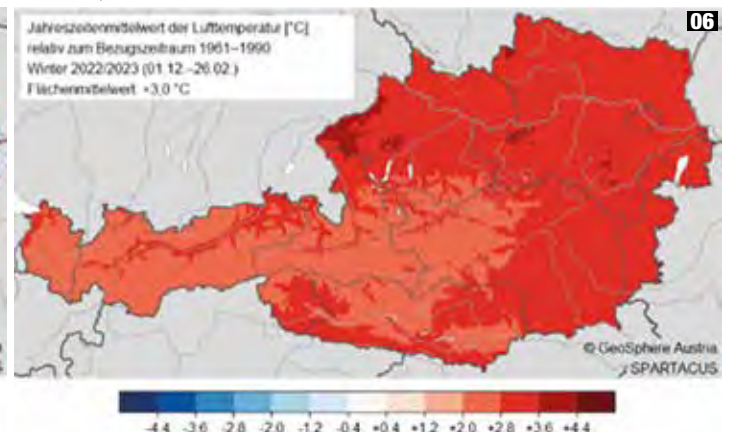 06
Jahreszeitenmittelwert der Lufttemperatur [°C]
relativ zum Bezugszeitraum 1961–1990
Winter 2022/2023 (01.12.–26.02.)
Flächenmittelwert +3,0 °C
© GeoSphere Austria
/ SPARTACUS
-4.4 -3.6 -2.8 -2.0 -1.2 -0.4 +0.4 +1.2 +2.0 +2.8 +3.6 +4.4